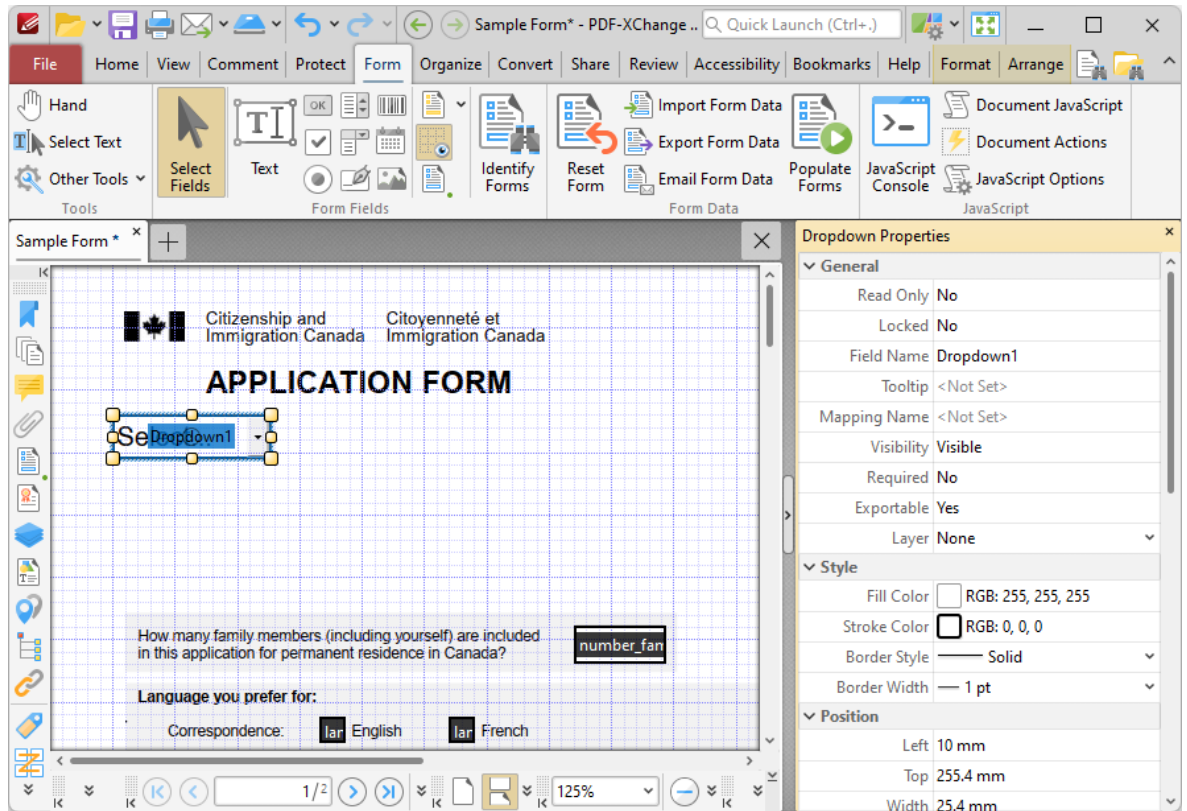 Sample Form* - PDF-XChange ..
Quick Launch (Ctrl+.)
File Home View Comment Protect Form Organize Convert Share Review Accessibility Bookmarks Help Format Arrange
Hand
Select Text
Other Tools
Tools
Select Fields
Text
OK
Form Fields
Identify Forms
Reset Form
Import Form Data
Export Form Data
Email Form Data
Populate Forms
Form Data
JavaScript Console
Document JavaScript
Document Actions
JavaScript Options
JavaScript
Sample Form *
Citizenship and
Immigration Canada
Citoyenneté et
Immigration Canada
APPLICATION FORM
Dropdown1
How many family members (including yourself) are included
in this application for permanent residence in Canada?
number_fan
Language you prefer for:
Correspondence: lar English lar French
1/2
125%
Dropdown Properties
General
Read Only No
Locked No
Field Name Dropdown1
Tooltip <Not Set>
Mapping Name <Not Set>
Visibility Visible
Required No
Exportable Yes
Layer None
Style
Fill Color RGB: 255, 255, 255
Stroke Color RGB: 0, 0, 0
Border Style Solid
Border Width 1 pt
Position
Left 10 mm
Top 255.4 mm
Width 25.4 mm